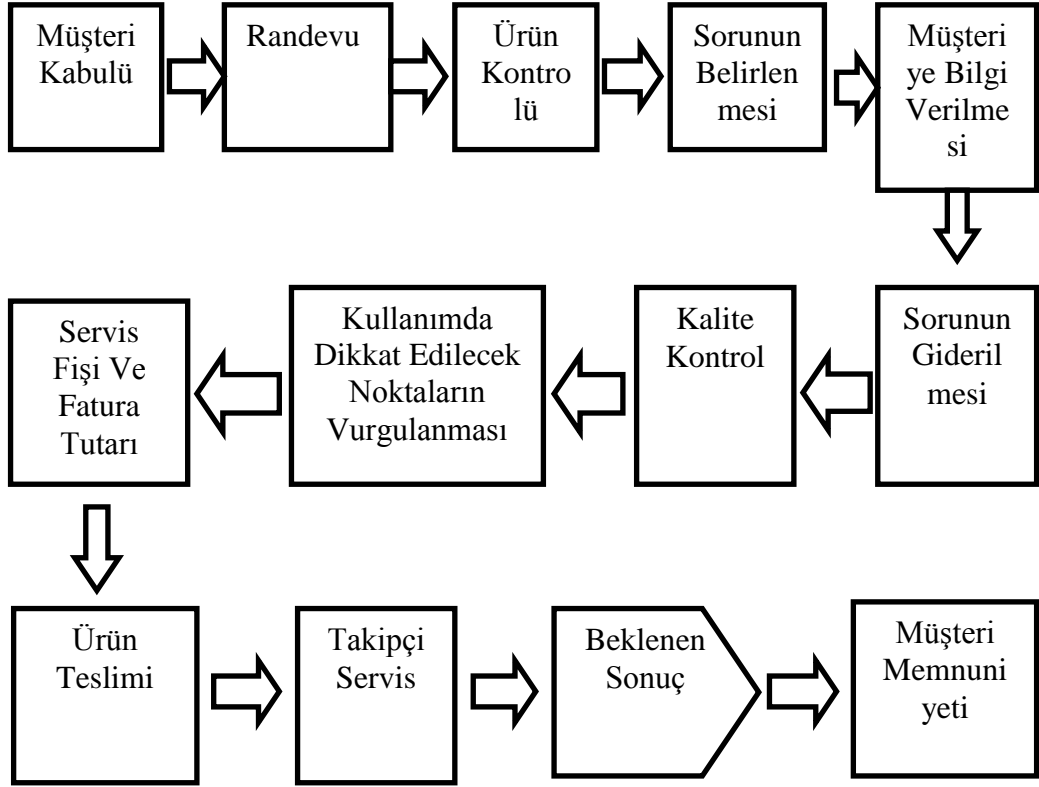 Müşteri
Kabulü
Randevu
Ürün
Kontro
lü
Sorunun
Belirlen
mesi
Müşteri
ye Bilgi
Verilme
si
Servis
Fişi Ve
Fatura
Tutarı
Kullanımda
Dikkat Edilecek
Noktaların
Vurgulanması
Kalite
Kontrol
Sorunun
Gideril
mesi
Ürün
Teslimi
Takipçi
Servis
Beklenen
Sonuç
Müşteri
Memnuni
yeti